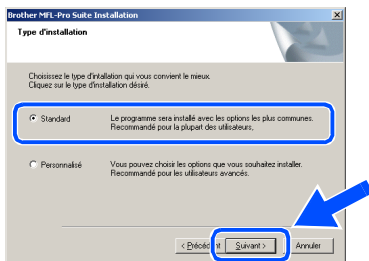 Brother MFL-Pro Suite Installation
Type d'installation
Choisissez le type d'intallation qui vous convient le mieux.
Cliquez sur le type d'installation désiré.
Standard
Le programme sera installé avec les options les plus communes.
Recommandé pour la plupart des utilisateurs,
Personnalisé
Vous pouvez choisir les options que vous souhaitez installer.
Recommandé pour les utilisateurs avancés.
< Suivant > Annuler